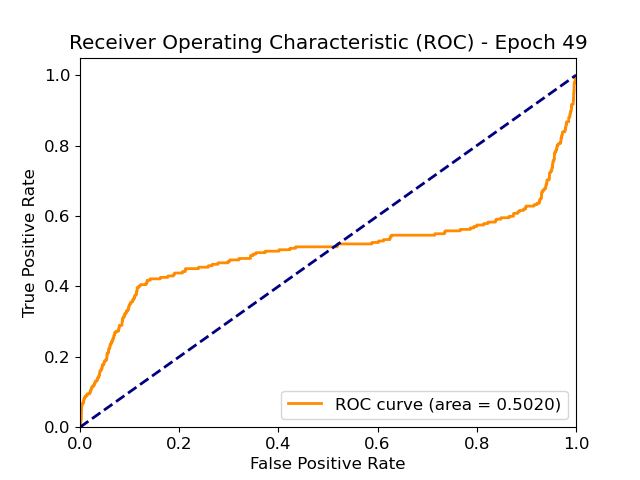 Receiver Operating Characteristic (ROC) - Epoch 49
True Positive Rate
1.0
0.8
0.6
0.4
0.2
0.0
ROC curve (area = 0.5020)
0.0 0.2 0.4 0.6 0.8 1.0
False Positive Rate